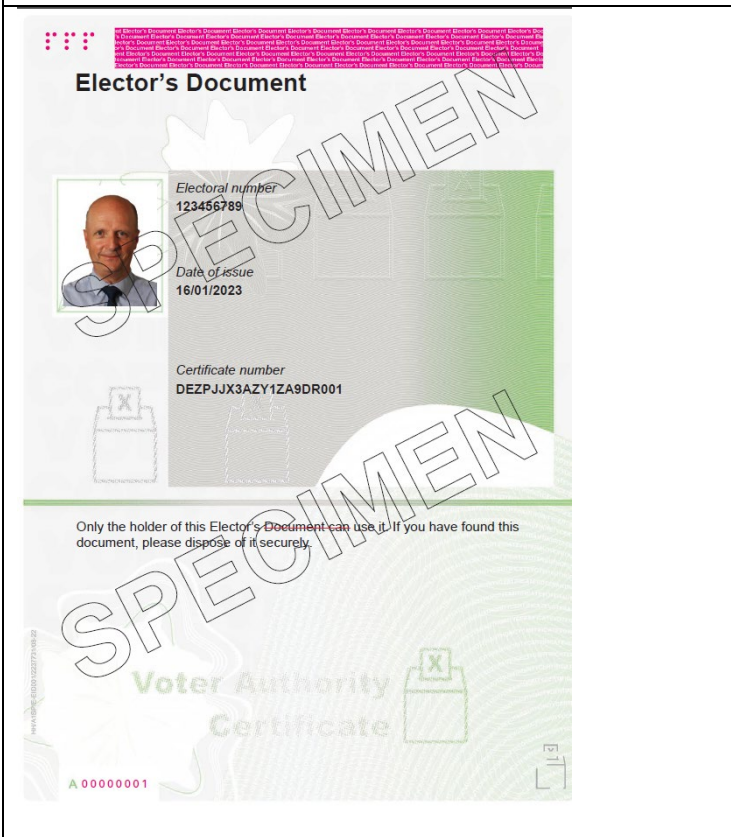 Elector's Document
Electoral number
123456789
Date of issue
16/01/2023
Certificate number
DEZPJJX3AZY1ZA9DR001
SPECIMEN
Only the holder of this Elector's Document can use it. If you have found this
document, please dispose of it securely.
SPECIMEN
Voter Authority
Certificate
A 00000001